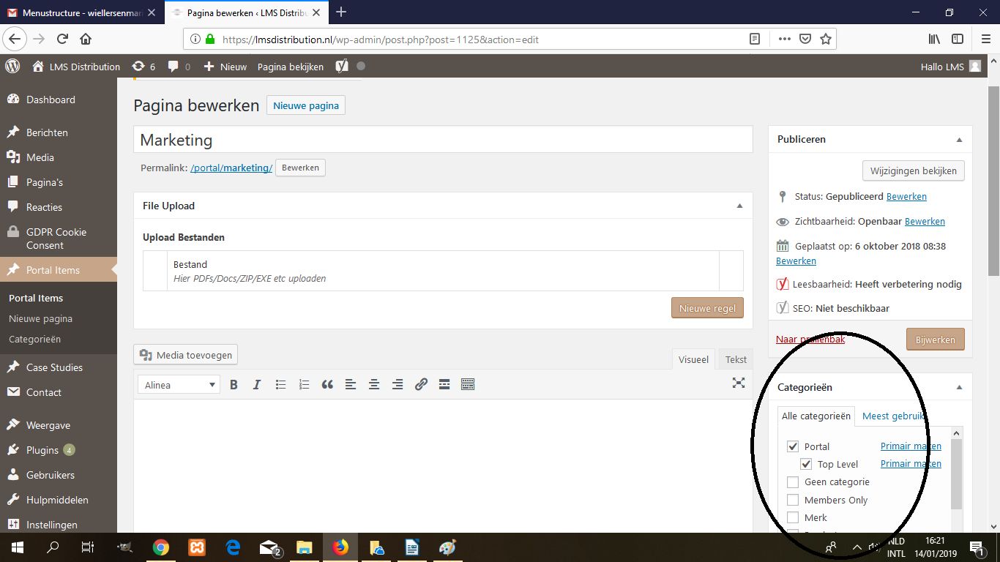 Menustructure - wiellersenmar
Pagina bewerken ‹ LMS Distribu
https://lmsdistribution.nl/wp-admin/post.php?post=1125&action=edit
LMS Distribution
6
0
Nieuw
Pagina bekijken
Hallo LMS
Dashboard
Berichten
Media
Pagina's
Reacties
GDPR Cookie
Consent
Portal Items
Portal Items
Nieuwe pagina
Categorieën
Case Studies
Contact
Weergave
Plugins 4
Gebruikers
Hulpmiddelen
Instellingen
Pagina bewerken
Nieuwe pagina
Marketing
Permalink: /portal/marketing/ Bewerken
File Upload
Upload Bestanden
Bestand
Hier PDFs/Docs/ZIP/EXE etc uploaden
Nieuwe regel
Media toevoegen
Visueel
Tekst
Alinea
B
I
Publiceren
Wijzigingen bekijken
Status: Gepubliceerd Bewerken
Zichtbaarheid: Openbaar Bewerken
Geplaatst op: 6 oktober 2018 08:38
Bewerken
Leesbaarheid: Heeft verbetering nodig
SEO: Niet beschikbaar
Naar prullenbak
Bijwerken
Categorieën
Alle categorieën
Meest gebruik
Portal Primair maken
Top Level Primair maken
Geen categorie
Members Only
Merk
2
NLD
INTL
16:21
14/01/2019
1